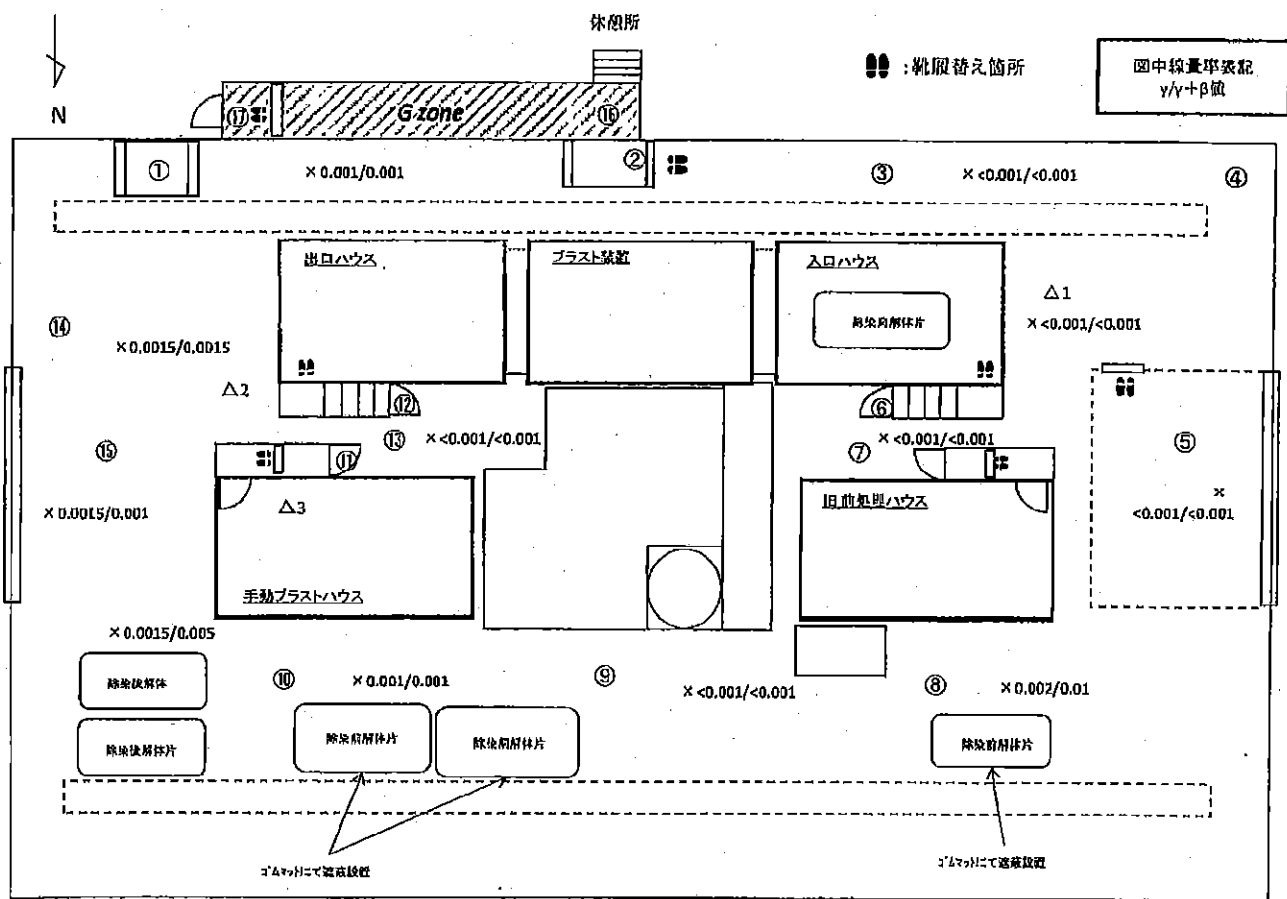 休憩所
:靴履替え箇所
図中線量率表記
γ/γ+β値
N
⑰
G zone
⑯
①
×0.001/0.001
②
③
×<0.001/<0.001
④
出口ハウス
ブラスト装置
入口ハウス
除染前解体片
△1
×<0.001/<0.001
⑭
×0.0015/0.0015
△2
⑫
⑥
⑬
×<0.001/<0.001
×<0.001/<0.001
⑦
⑤
⑮
⑪
×
<0.001/<0.001
△3
旧前処理ハウス
×0.0015/0.001
手動ブラストハウス
×0.0015/0.005
除染後解体
⑩
×0.001/0.001
⑨
×<0.001/<0.001
⑧
×0.002/0.01
除染後解体片
除染前解体片
除染前解体片
除染前解体片
ゴムマットにて遮蔽設置
ゴムマットにて遮蔽設置